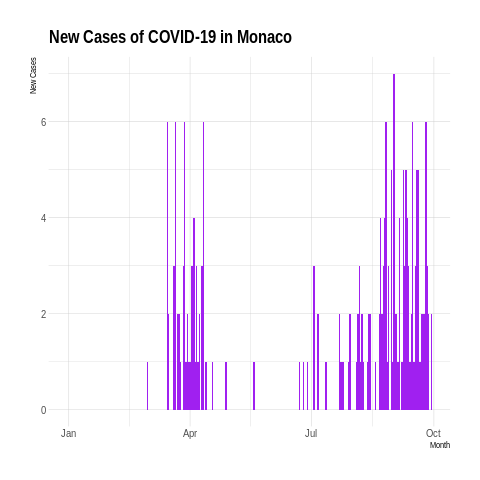 New Cases of COVID-19 in Monaco
New Cases
6
4
2
0
Jan Apr Jul Oct
Month